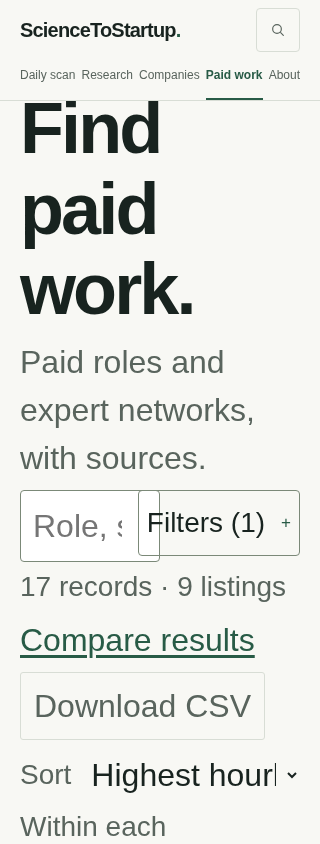 ScienceToStartup.
Daily scan Research Companies Paid work About
Find
paid
work.
Paid roles and
expert networks,
with sources.
Role, Filters (1) +
17 records · 9 listings
Compare results
Download CSV
Sort Highest hourl
Within each